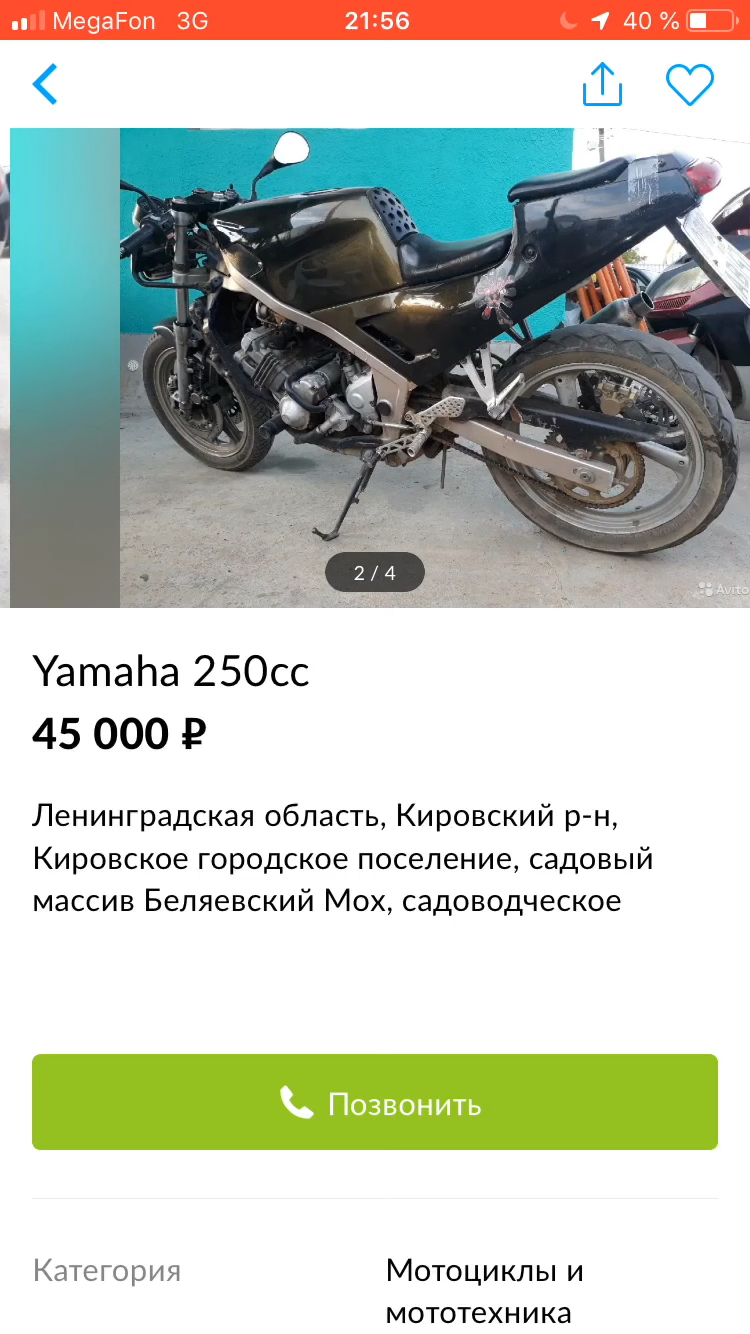 MegaFon 3G 21:56 40 %
2 / 4
Avito
Yamaha 250cc
45 000 ₽
Ленинградская область, Кировский р-н,
Кировское городское поселение, садовый
массив Беляевский Мох, садоводческое
Позвонить
Категория Мотоциклы и
мототехника